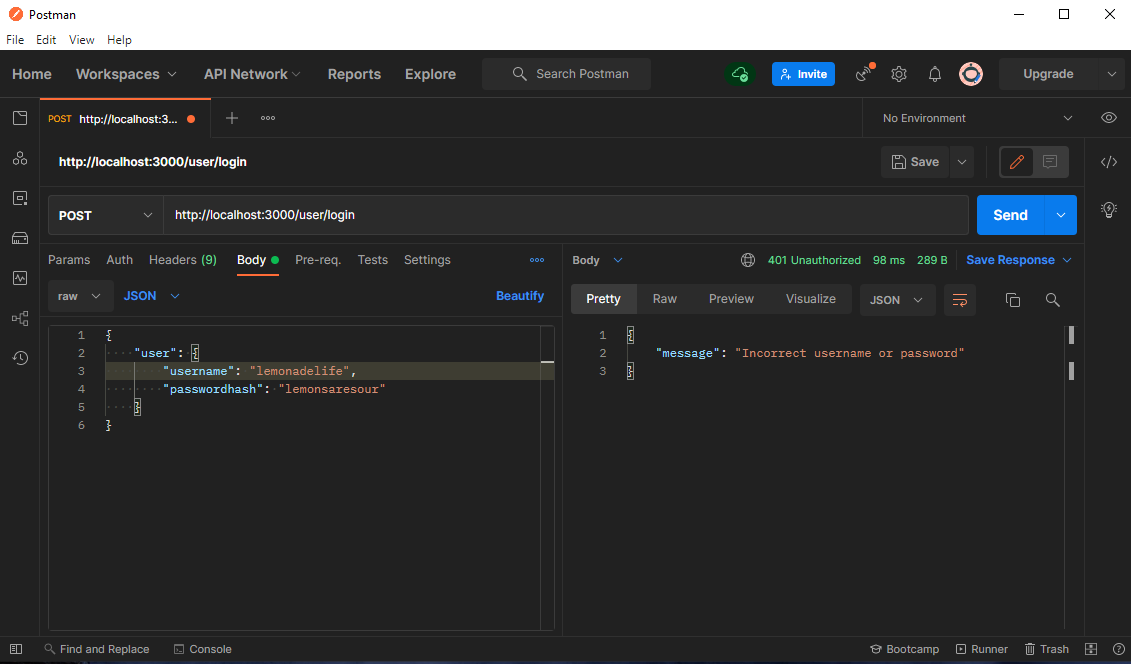 Postman
File Edit View Help
Home Workspaces API Network Reports Explore Search Postman Invite Upgrade
POST http://localhost:3... No Environment
http://localhost:3000/user/login Save
POST http://localhost:3000/user/login Send
Params Auth Headers (9) Body Pre-req. Tests Settings
raw JSON Beautify
1 {
2 "user": {
3 "username": "lemonadelife",
4 "passwordhash": "lemonsaresour"
5 }
6 }
Body 401 Unauthorized 98 ms 289 B Save Response
Pretty Raw Preview Visualize JSON
1 {
2 "message": "Incorrect username or password"
3 }
Find and Replace Console Bootcamp Runner Trash